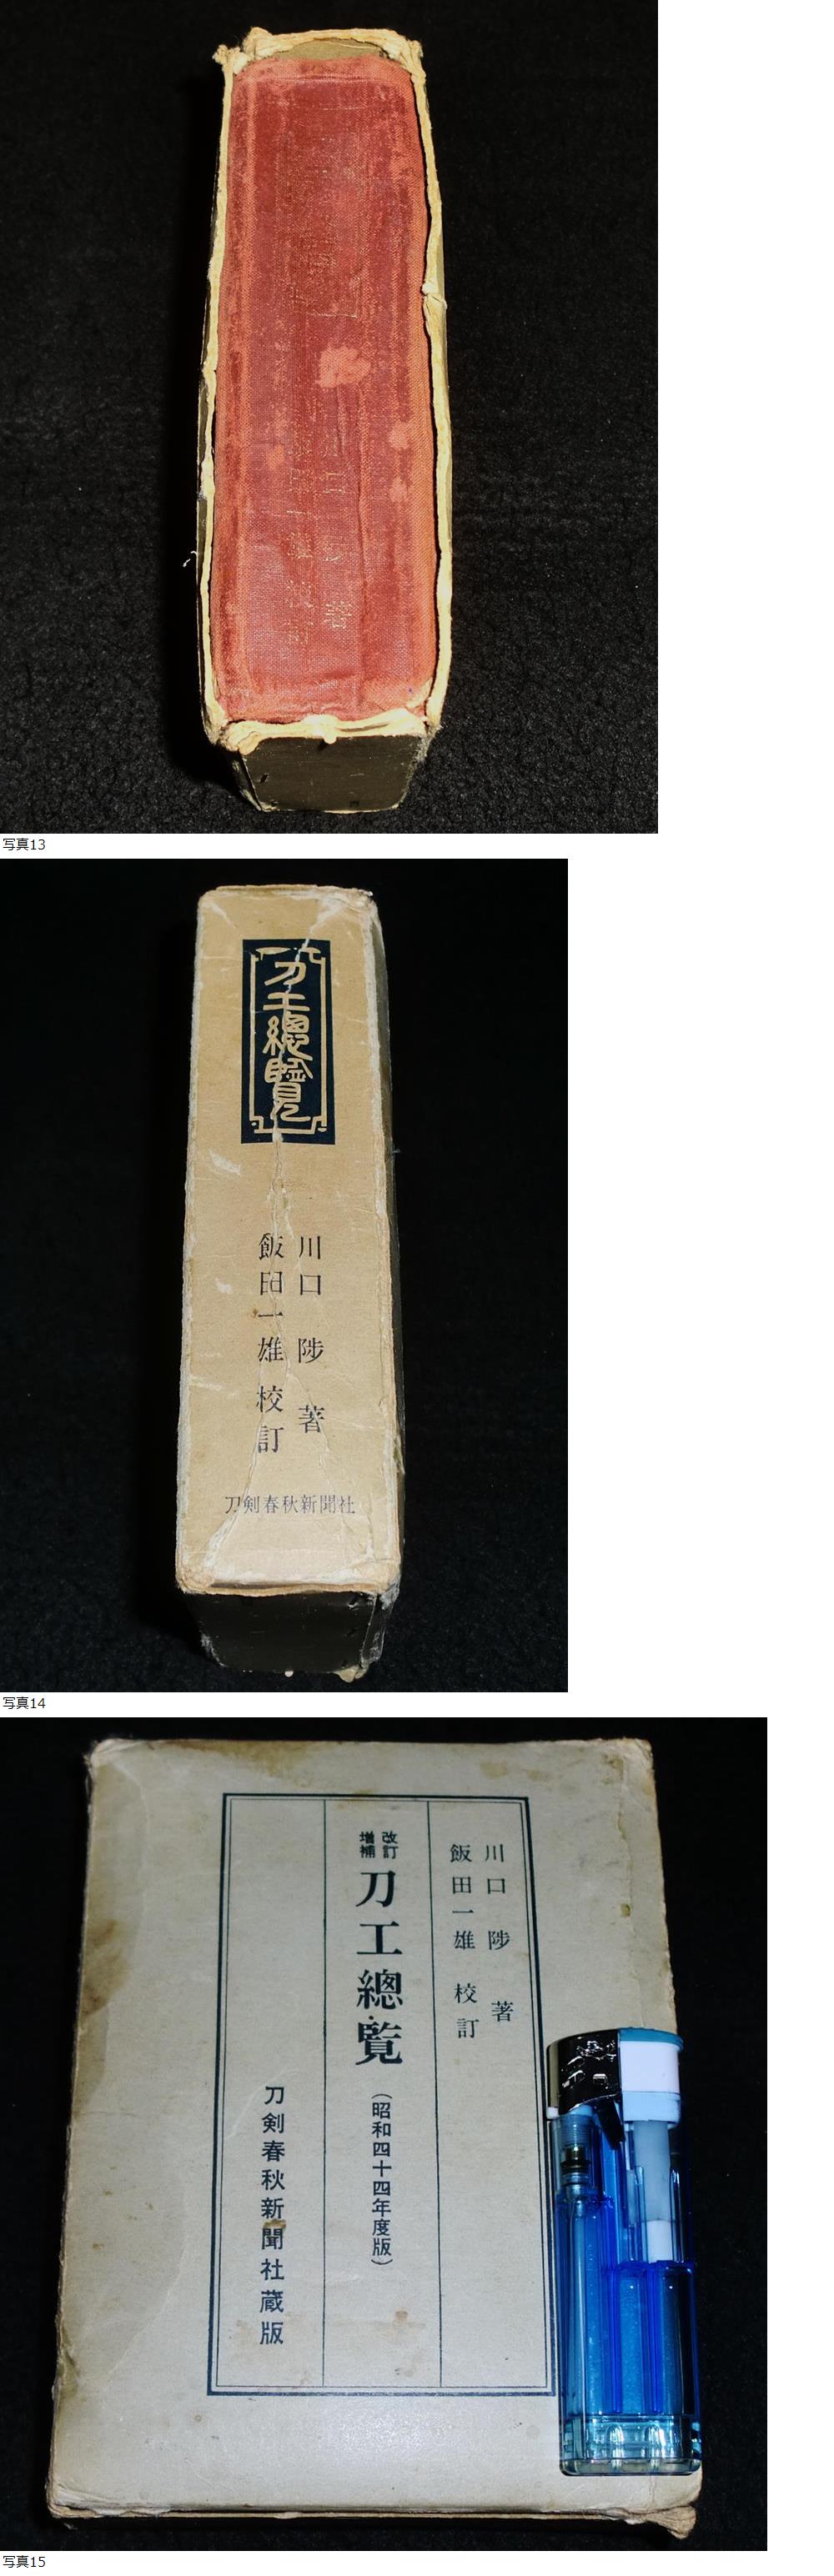 著
写真13
刀工總覽
川口 陟 著
飯田一雄 校訂
刀剣春秋新聞社
写真14
川口 陟 著
飯田一雄 校訂
改訂
増補
刀工總覽
(昭和四十四年度版)
刀剣春秋新聞社蔵版
写真15